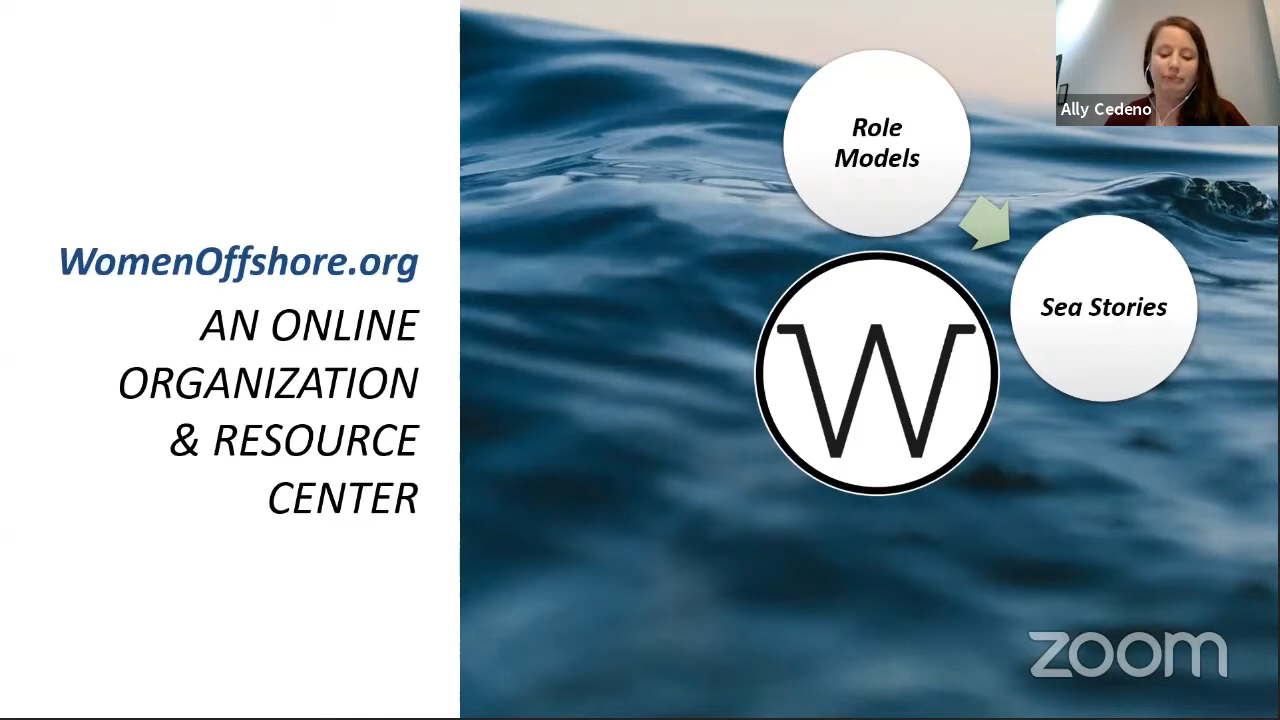 WomenOffshore.org
AN ONLINE
ORGANIZATION
& RESOURCE
CENTER
Role
Models
Sea Stories
W
Ally Cedeno
zoom